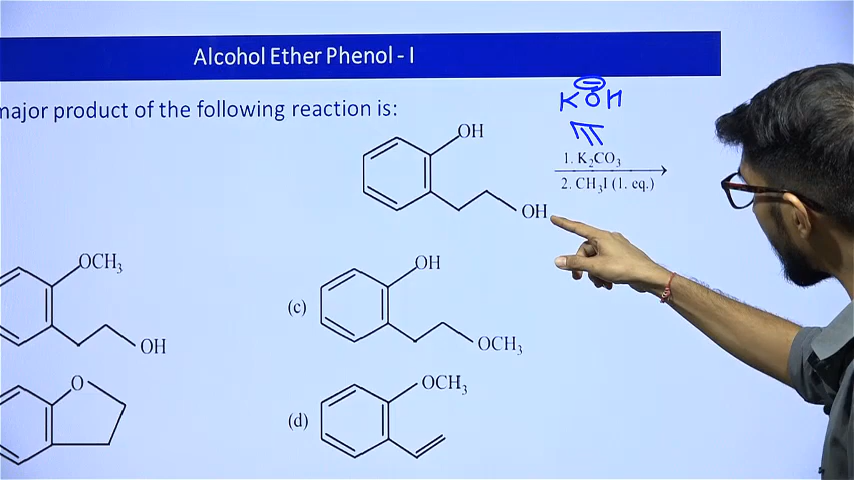 Alcohol Ether Phenol - I
major product of the following reaction is:
KOH
OH
1. K₂CO₃
2. CH₃I (1. eq.)
OH
OCH₃
OH
(c)
OH
OCH₃
O
(d)
OCH₃